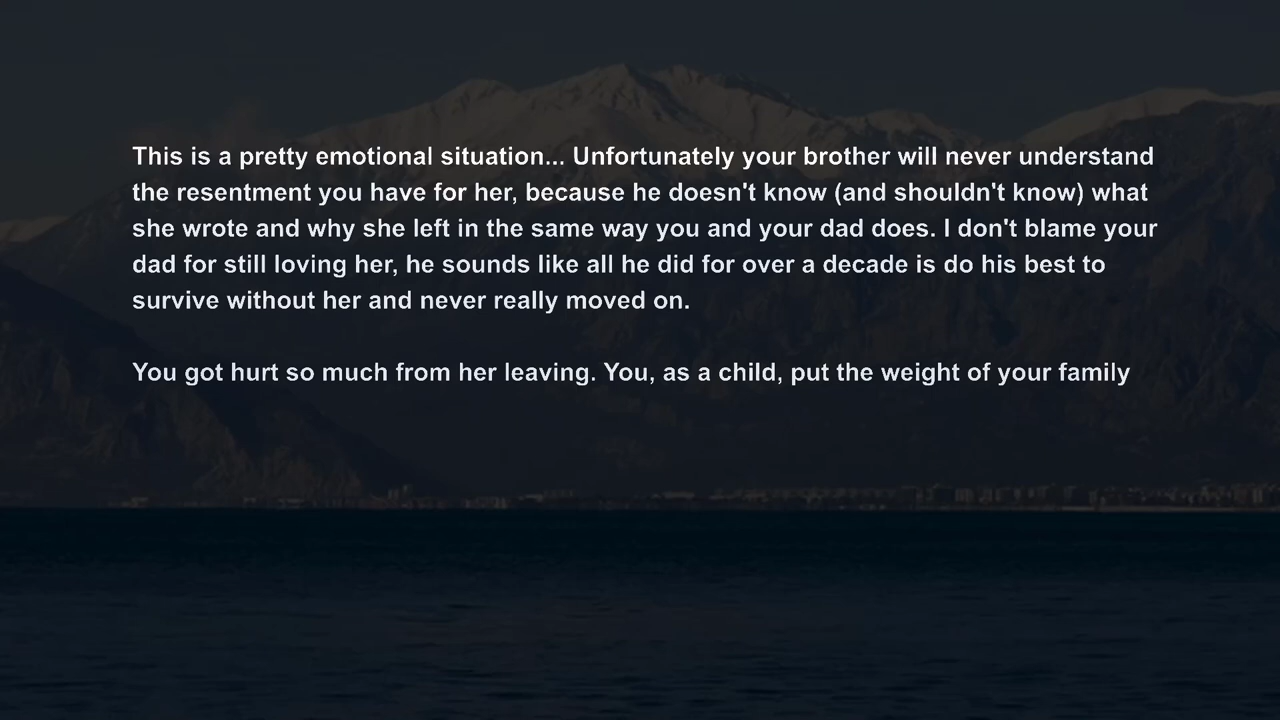 This is a pretty emotional situation... Unfortunately your brother will never understand
the resentment you have for her, because he doesn't know (and shouldn't know) what
she wrote and why she left in the same way you and your dad does. I don't blame your
dad for still loving her, he sounds like all he did for over a decade is do his best to
survive without her and never really moved on.
You got hurt so much from her leaving. You, as a child, put the weight of your family